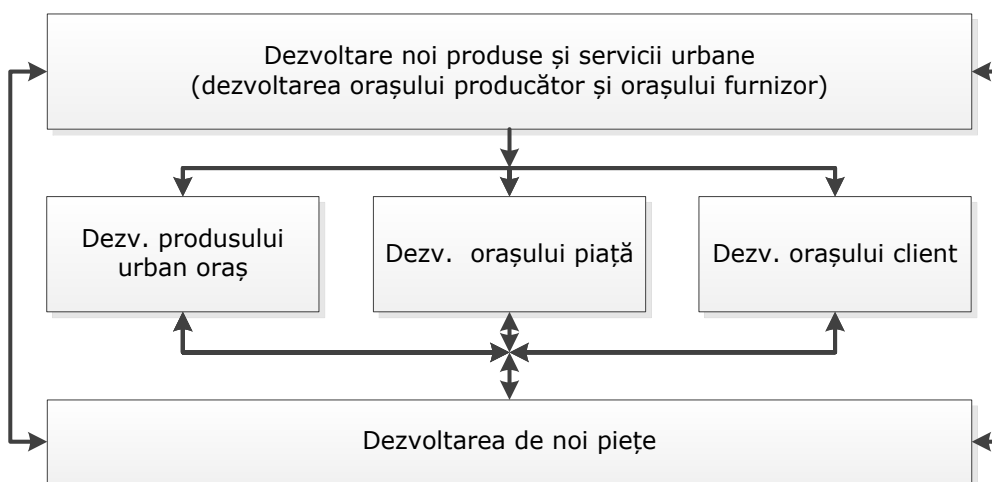 Dezvoltare noi produse și servicii urbane
(dezvoltarea orașului producător și orașului furnizor)
Dezv. produsului
urban oraș
Dezv. orașului piață
Dezv. orașului client
Dezvoltarea de noi piețe